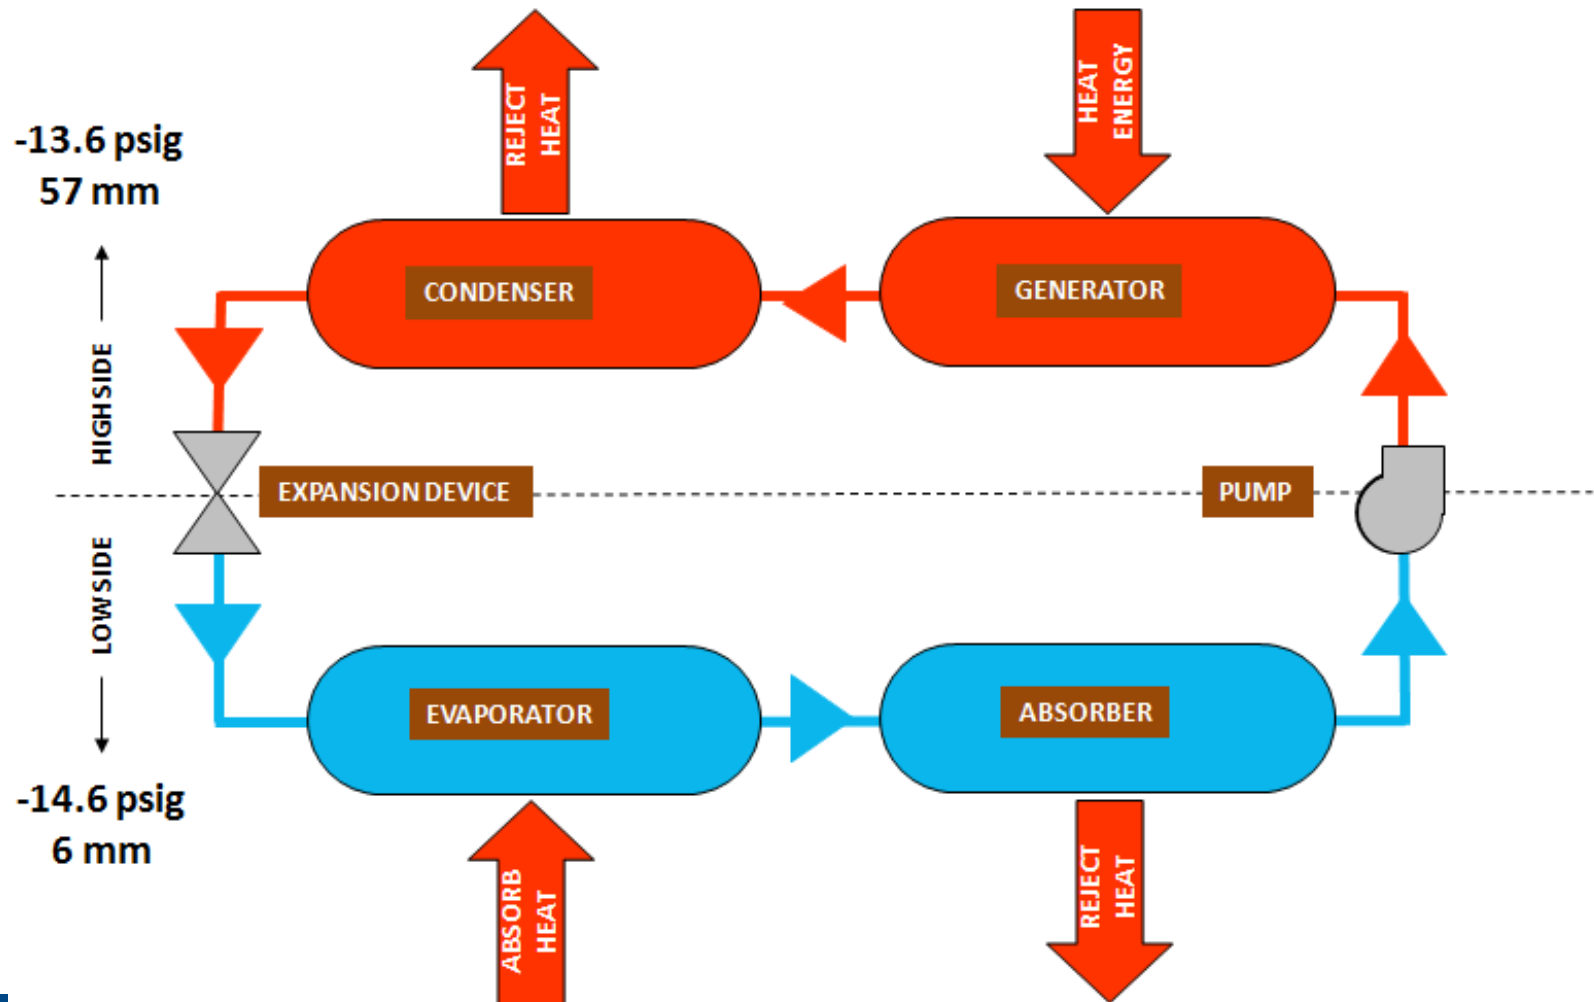 REJECT
HEAT
HEAT
ENERGY
-13.6 psig
57 mm
CONDENSER
GENERATOR
HIGH SIDE
EXPANSION DEVICE
PUMP
LOW SIDE
EVAPORATOR
ABSORBER
-14.6 psig
6 mm
ABSORB
HEAT
REJECT
HEAT